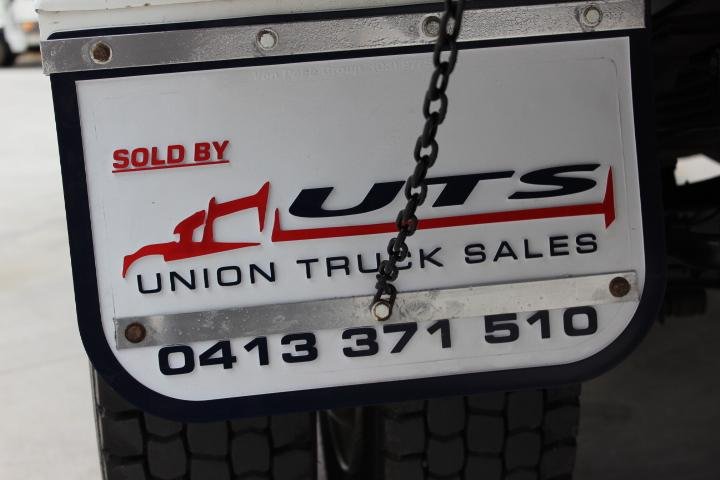 SOLD BY
UTS
UNION TRUCK SALES
0413 371 510